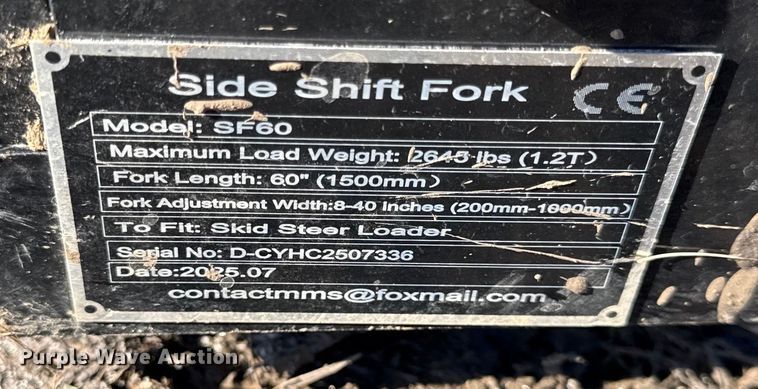 Side Shift Fork CE
Model: SF60
Maximum Load Weight: 2645 lbs (1.2T)
Fork Length: 60" (1500mm)
Fork Adjustment Width:8-40 inches (200mm-1000mm)
To Fit: Skid Steer Loader
Serial No: D-CYHC2507336
Date:2025.07
contactmms@foxmail.com
Purple Wave Auction